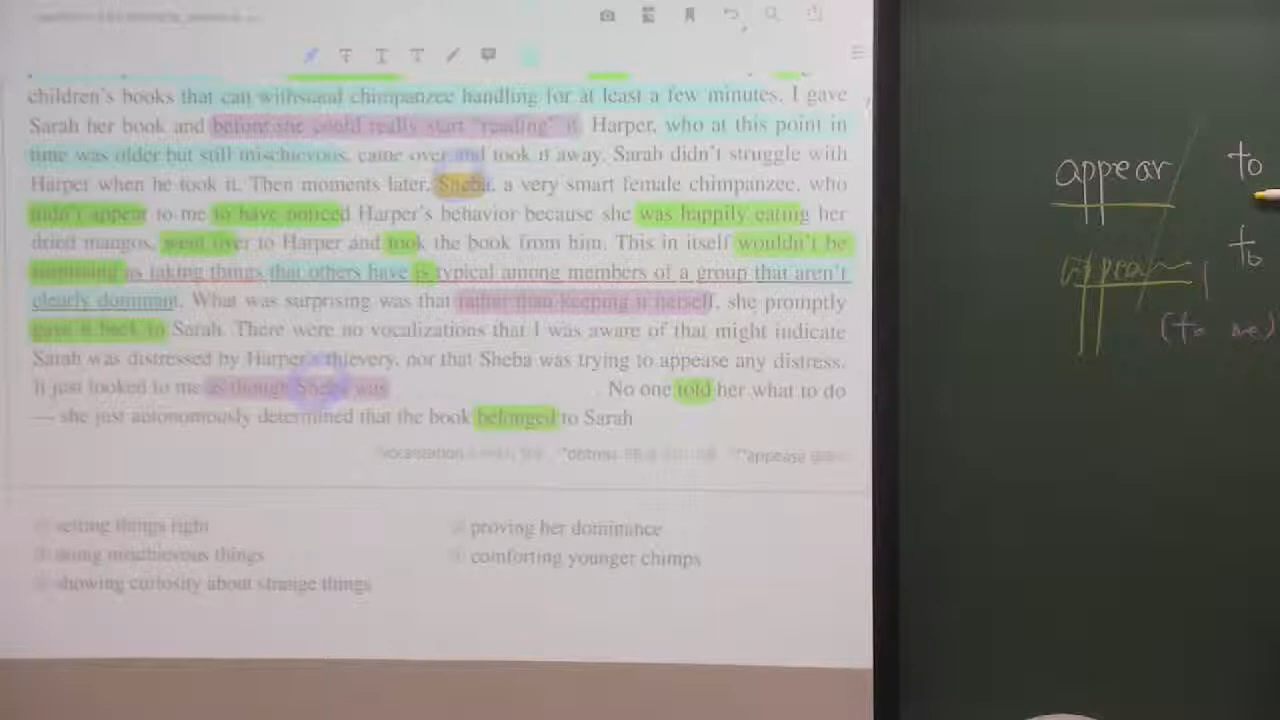 children's books that can withstand chimpanzee handling for at least a few minutes. I gave
Sarah her book and before she could really start "reading" it, Harper, who at this point in
time was older but still mischievous, came over and took it away. Sarah didn't struggle with
Harper when he took it. Then moments later, Sheba, a very smart female chimpanzee, who
didn't appear to me to have noticed Harper's behavior because she was happily eating her
dried mangos, went over to Harper and took the book from him. This in itself wouldn't be
surprising as taking things that others have is typical among members of a group that aren't
clearly dominant. What was surprising was that rather than keeping it herself, she promptly
gave it back to Sarah. There were no vocalizations that I was aware of that might indicate
Sarah was distressed by Harper's thievery, nor that Sheba was trying to appease any distress.
It just looked to me as though Sheba was . No one told her what to do
— she just autonomously determined that the book belonged to Sarah
*vocalization **distress ***appease
setting things right
proving her dominance
doing mischievous things
comforting younger chimps
showing curiosity about strange things
appear to
to
(to me)